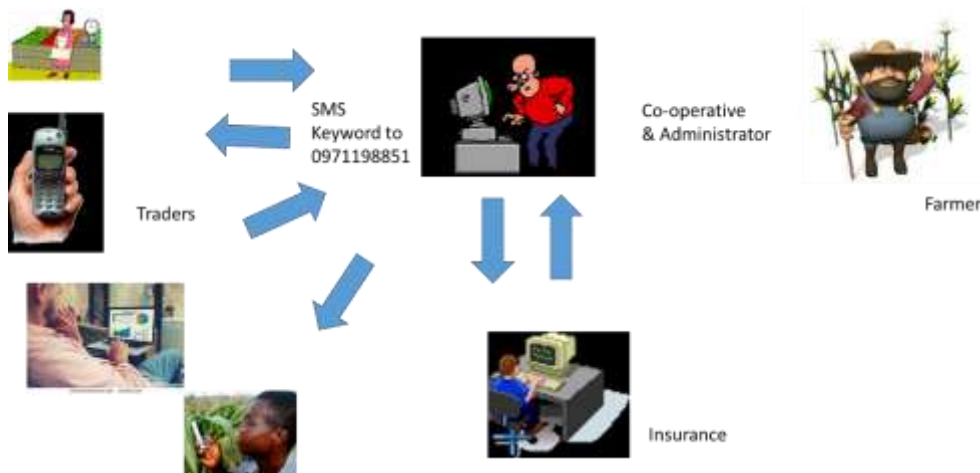 SMS
Keyword to
0971198851
Co-operative
& Administrator
Traders
Farmer
Insurance